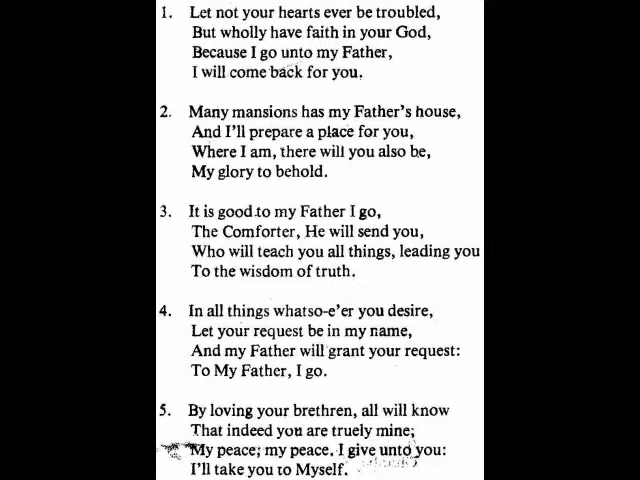 1. Let not your hearts ever be troubled,
But wholly have faith in your God,
Because I go unto my Father,
I will come back for you.
2. Many mansions has my Father's house,
And I'll prepare a place for you,
Where I am, there will you also be,
My glory to behold.
3. It is good to my Father I go,
The Comforter, He will send you,
Who will teach you all things, leading you
To the wisdom of truth.
4. In all things whatso-e'er you desire,
Let your request be in my name,
And my Father will grant your request:
To My Father, I go.
5. By loving your brethren, all will know
That indeed you are truely mine;
My peace; my peace, I give unto you:
I'll take you to Myself.